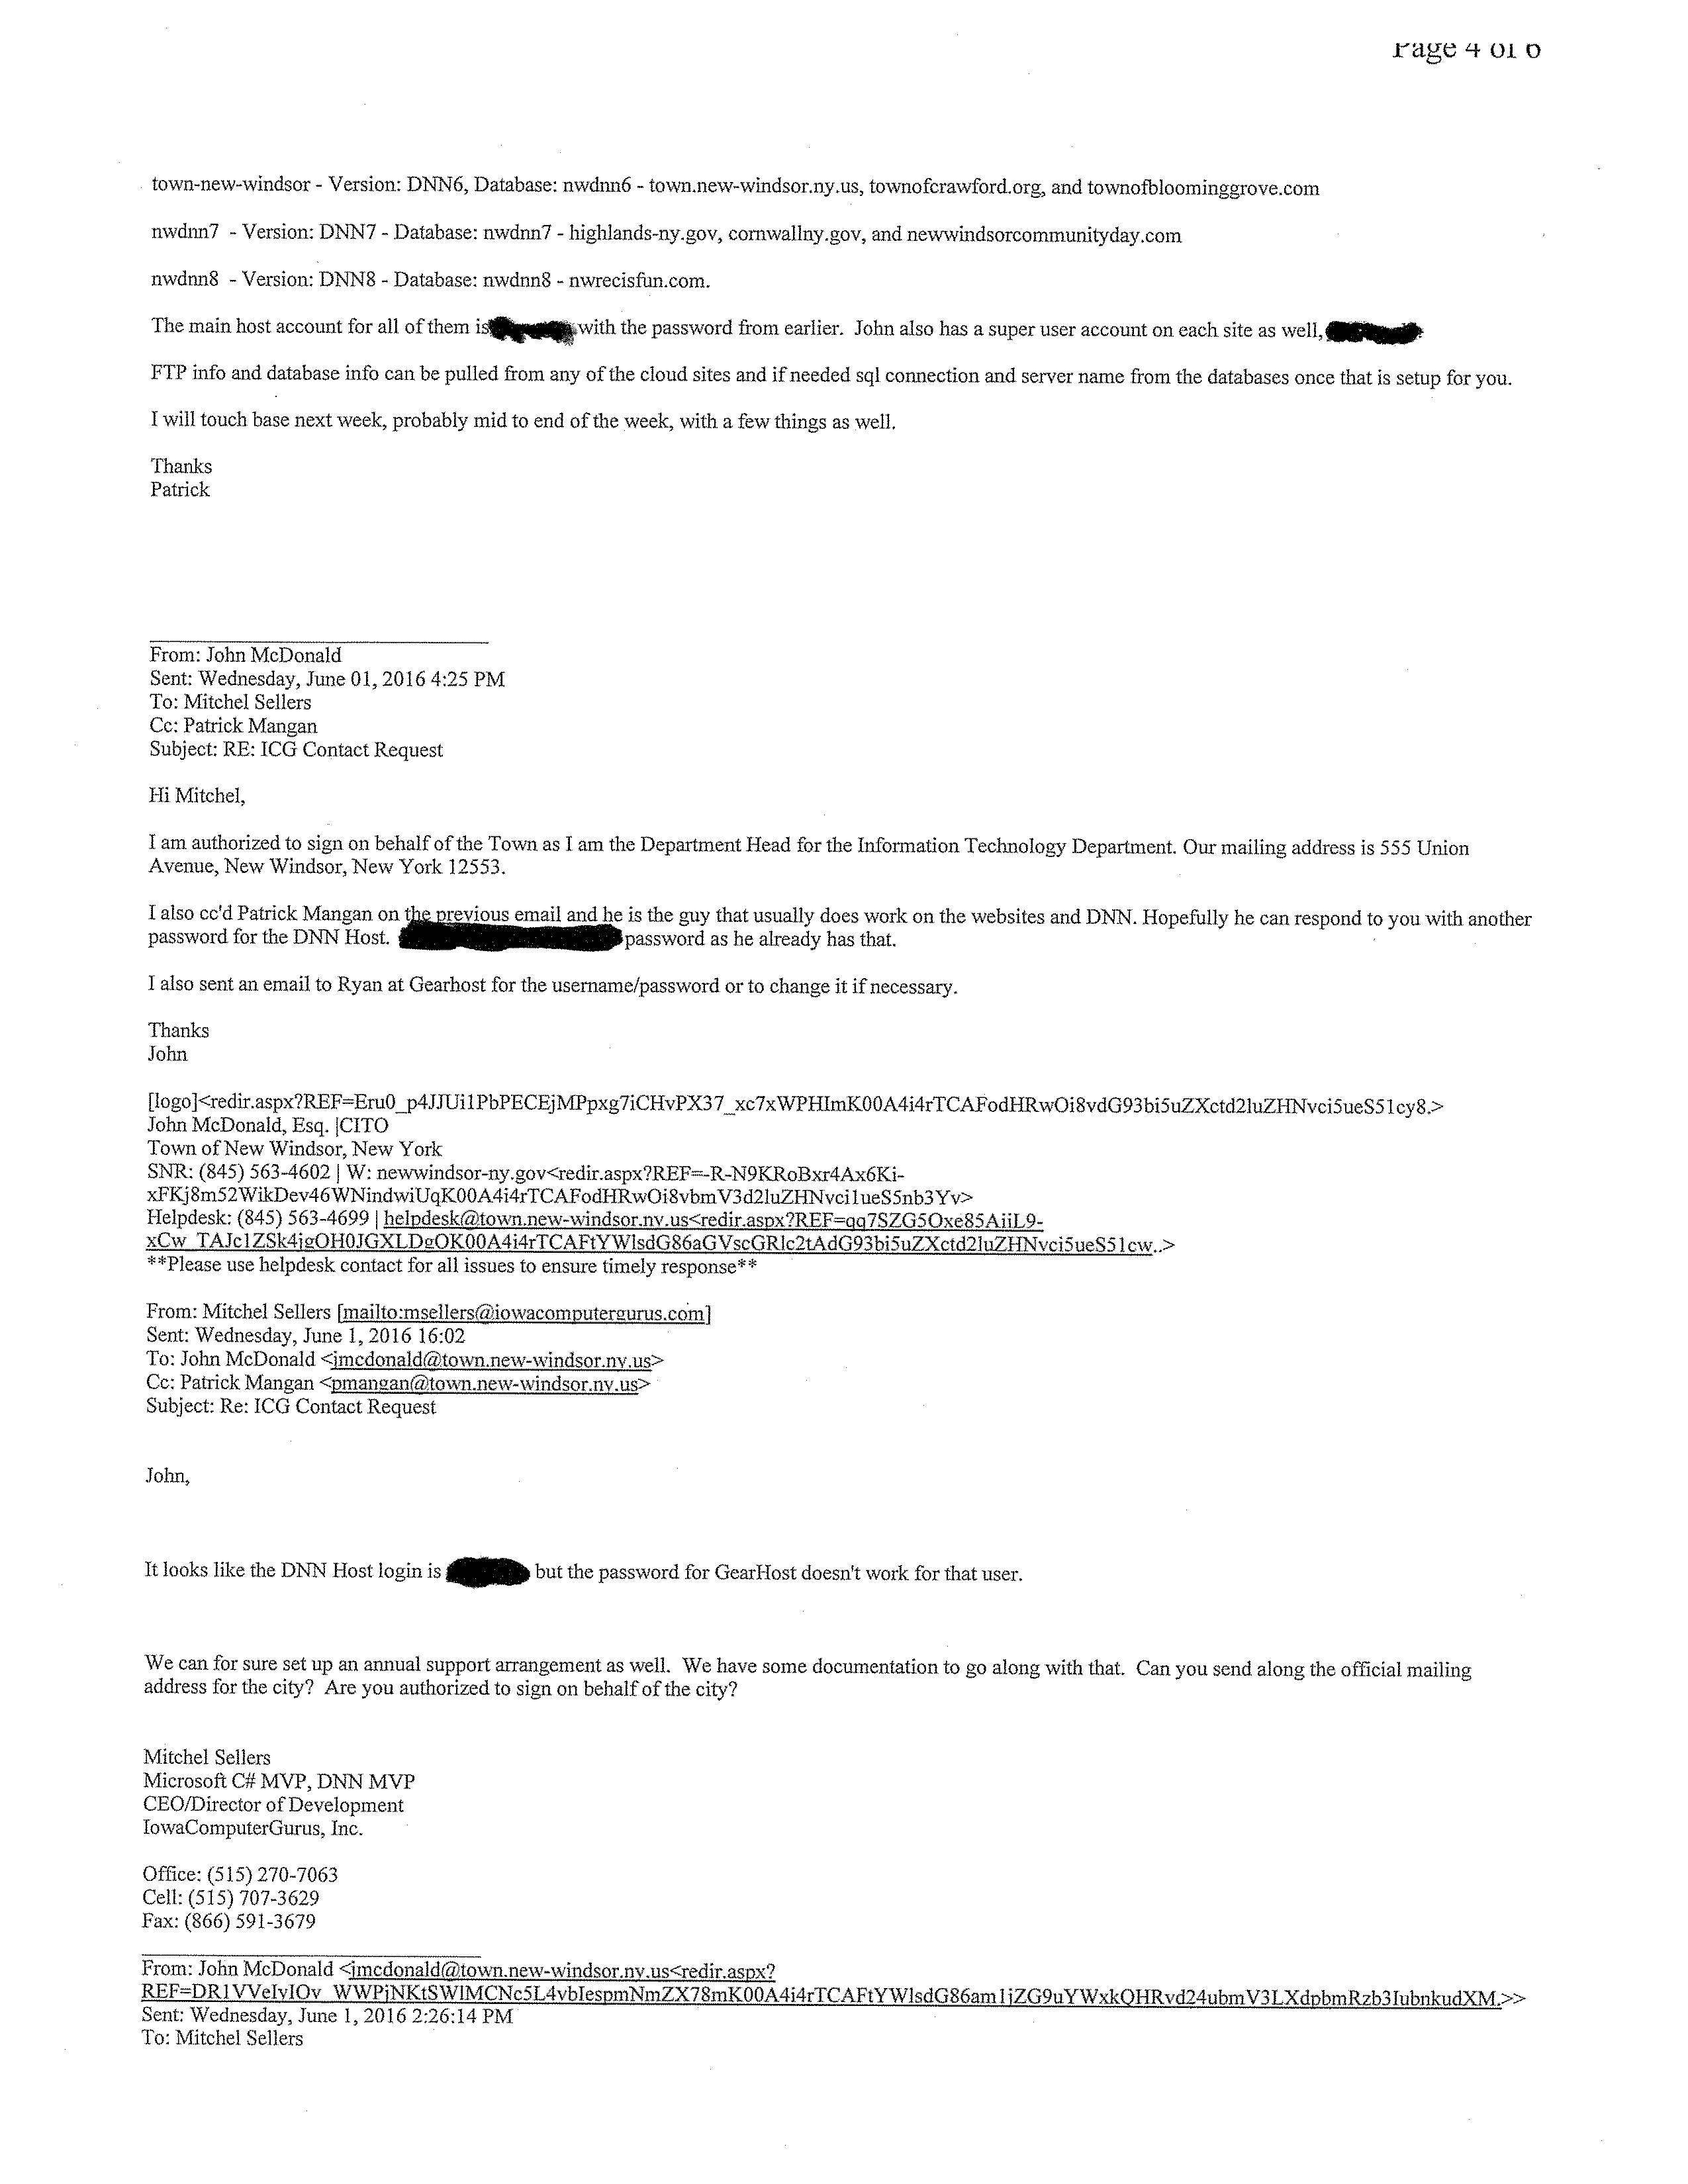 Page 4 of 6
town-new-windsor - Version: DNN6, Database: nwdnn6 - town.new-windsor.ny.us, townofcrawford.org, and townofbloominggrove.com
nwdnn7 - Version: DNN7 - Database: nwdnn7 - highlands-ny.gov, cornwallny.gov, and newwindsorcommunityday.com
nwdnn8 - Version: DNN8 - Database: nwdnn8 - nwrecisfun.com.
The main host account for all of them is with the password from earlier. John also has a super user account on each site as well,
FTP info and database info can be pulled from any of the cloud sites and if needed sql connection and server name from the databases once that is setup for you.
I will touch base next week, probably mid to end of the week, with a few things as well.
Thanks
Patrick
From: John McDonald
Sent: Wednesday, June 01, 2016 4:25 PM
To: Mitchel Sellers
Cc: Patrick Mangan
Subject: RE: ICG Contact Request
Hi Mitchel,
I am authorized to sign on behalf of the Town as I am the Department Head for the Information Technology Department. Our mailing address is 555 Union
Avenue, New Windsor, New York 12553.
I also cc'd Patrick Mangan on the previous email and he is the guy that usually does work on the websites and DNN. Hopefully he can respond to you with another
password for the DNN Host. password as he already has that.
I also sent an email to Ryan at Gearhost for the username/password or to change it if necessary.
Thanks
John
[logo]<redir.aspx?REF=Eru0_p4JJUi1PbPECEjMPpxg7iCHvPX37_xc7xWPHImK00A4i4rTCAFodHRwOi8vdG93bi5uZXctd2luZHNvci5ueS51cy8.>
John McDonald, Esq. |CITO
Town of New Windsor, New York
SNR: (845) 563-4602 | W: newwindsor-ny.gov<redir.aspx?REF=-R-N9KRoBxr4Ax6Ki-
xFKj8m52WikDev46WNindwiUqK00A4i4rTCAFodHRwOi8vbmV3d2luZHNvci1ueS5nb3Yv>
Helpdesk: (845) 563-4699 | helpdesk@town.new-windsor.ny.us<redir.aspx?REF=qq7SZG5Oxe85AiiL9-
xCw_TAJc1ZSk4jgOH0JGXLDgOK00A4i4rTCAFtYWlsdG86aGVscGRlc2tAdG93bi5uZXctd2luZHNvci5ueS51cw..>
**Please use helpdesk contact for all issues to ensure timely response**
From: Mitchel Sellers [mailto:msellers@iowacomputergurus.com]
Sent: Wednesday, June 1, 2016 16:02
To: John McDonald <jmcdonald@town.new-windsor.ny.us>
Cc: Patrick Mangan <pmangan@town.new-windsor.ny.us>
Subject: Re: ICG Contact Request
John,
It looks like the DNN Host login is but the password for GearHost doesn't work for that user.
We can for sure set up an annual support arrangement as well. We have some documentation to go along with that. Can you send along the official mailing
address for the city? Are you authorized to sign on behalf of the city?
Mitchel Sellers
Microsoft C# MVP, DNN MVP
CEO/Director of Development
IowaComputerGurus, Inc.
Office: (515) 270-7063
Cell: (515) 707-3629
Fax: (866) 591-3679
From: John McDonald <jmcdonald@town.new-windsor.ny.us<redir.aspx?
REF=DR1VVeIyIOv_WWPjNKtSWlMCNc5L4vbIespmNmZX78mK00A4i4rTCAFtYWlsdG86am1jZG9uYWxkQHRvd24ubmV3LXdpbmRzb3IubnkudXM.>>
Sent: Wednesday, June 1, 2016 2:26:14 PM
To: Mitchel Sellers